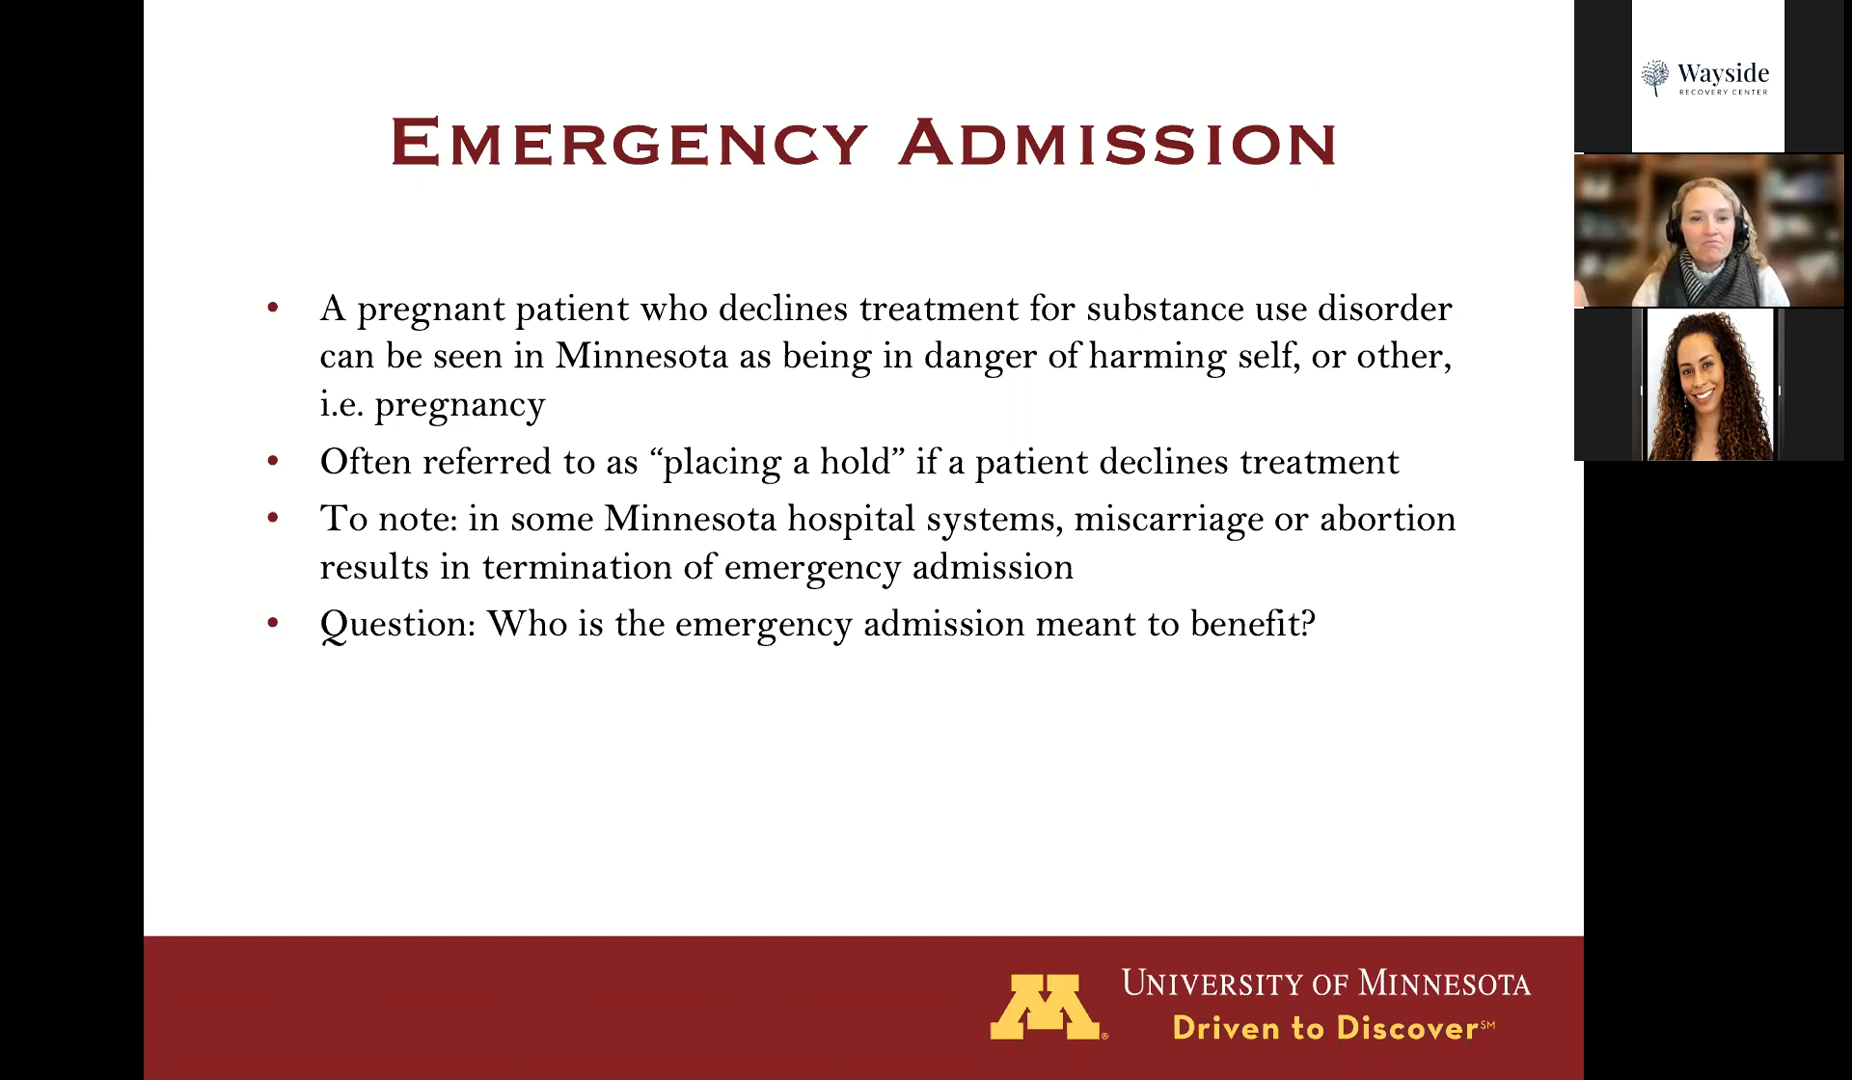 EMERGENCY ADMISSION
• A pregnant patient who declines treatment for substance use disorder
can be seen in Minnesota as being in danger of harming self, or other,
i.e. pregnancy
• Often referred to as “placing a hold” if a patient declines treatment
• To note: in some Minnesota hospital systems, miscarriage or abortion
results in termination of emergency admission
• Question: Who is the emergency admission meant to benefit?
M®
UNIVERSITY OF MINNESOTA
Driven to Discover℠
Wayside
RECOVERY CENTER